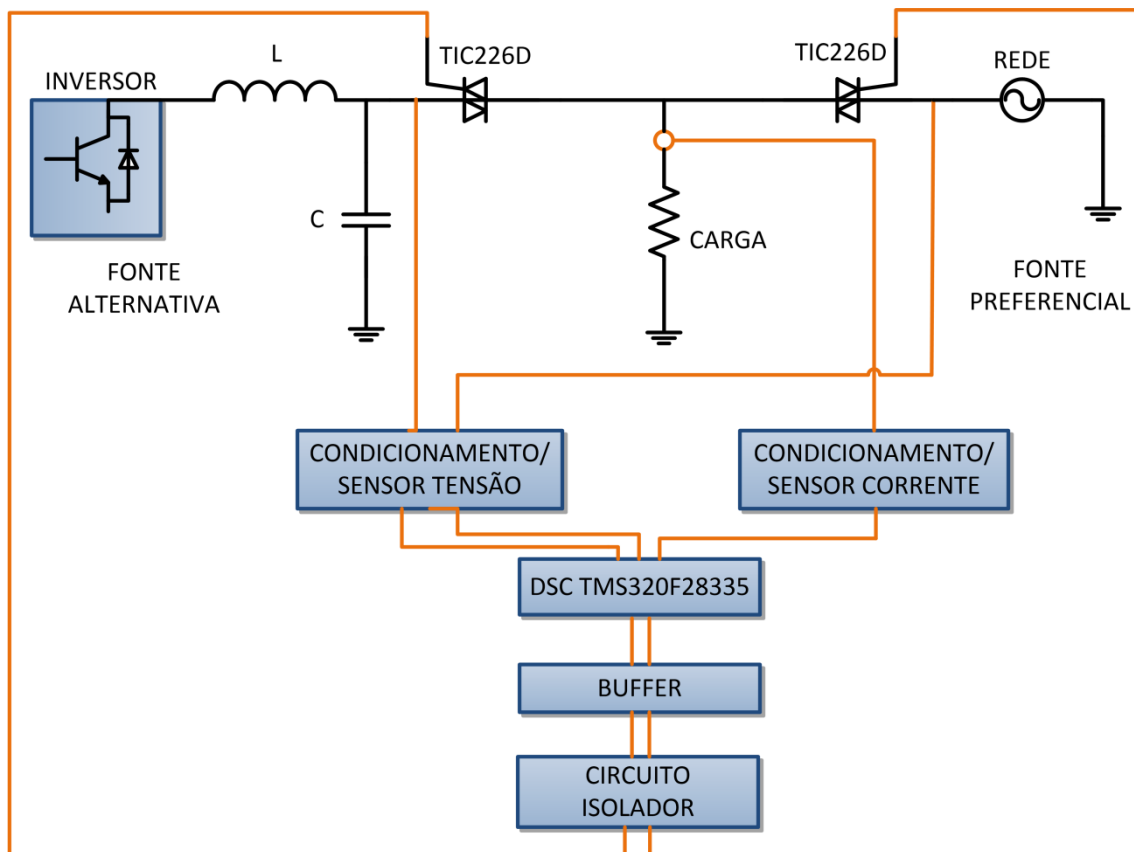 TIC226D
TIC226D
L
INVERSOR
REDE
C
CARGA
FONTE
ALTERNATIVA
FONTE
PREFERENCIAL
CONDICIONAMENTO/
SENSOR TENSÃO
CONDICIONAMENTO/
SENSOR CORRENTE
DSC TMS320F28335
BUFFER
CIRCUITO
ISOLADOR